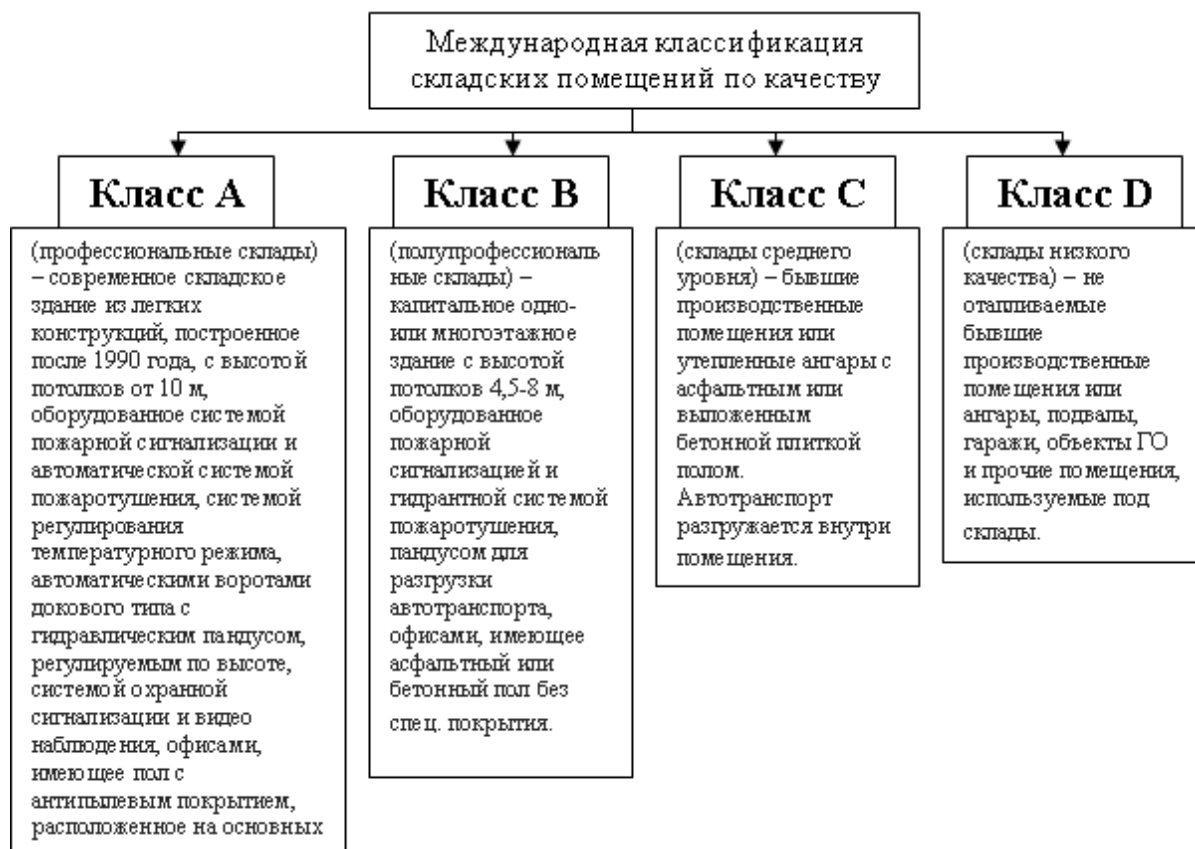 Международная классификация
складских помещений по качеству
Класс A
(профессиональные склады)
– современное складское
здание из легких
конструкций, построенное
после 1990 года, с высотой
потолков от 10 м,
оборудованное системой
пожарной сигнализации и
автоматической системой
пожаротушения, системой
регулирования
температурного режима,
автоматическими воротами
докового типа с
гидравлическим пандусом,
регулируемым по высоте,
системой охранной
сигнализации и видео
наблюдения, офисами,
имеющее пол с
антипылевым покрытием,
расположенное на основных
Класс B
(полупрофессиональ
ные склады) –
капитальное одно-
или многоэтажное
здание с высотой
потолков 4,5-8 м,
оборудованное
пожарной
сигнализацией и
гидрантной системой
пожаротушения,
пандусом для
разгрузки
автотранспорта,
офисами, имеющее
асфальтный или
бетонный пол без
спец. покрытия.
Класс C
(склады среднего
уровня) – бывшие
производственные
помещения или
утепленные ангары с
асфальтным или
выложенным
бетонной плиткой
полом.
Автотранспорт
разгружается внутри
помещения.
Класс D
(склады низкого
качества) – не
отапливаемые
бывшие
производственные
помещения или
ангары, подвалы,
гаражи, объекты ГО
и прочие помещения,
используемые под
склады.